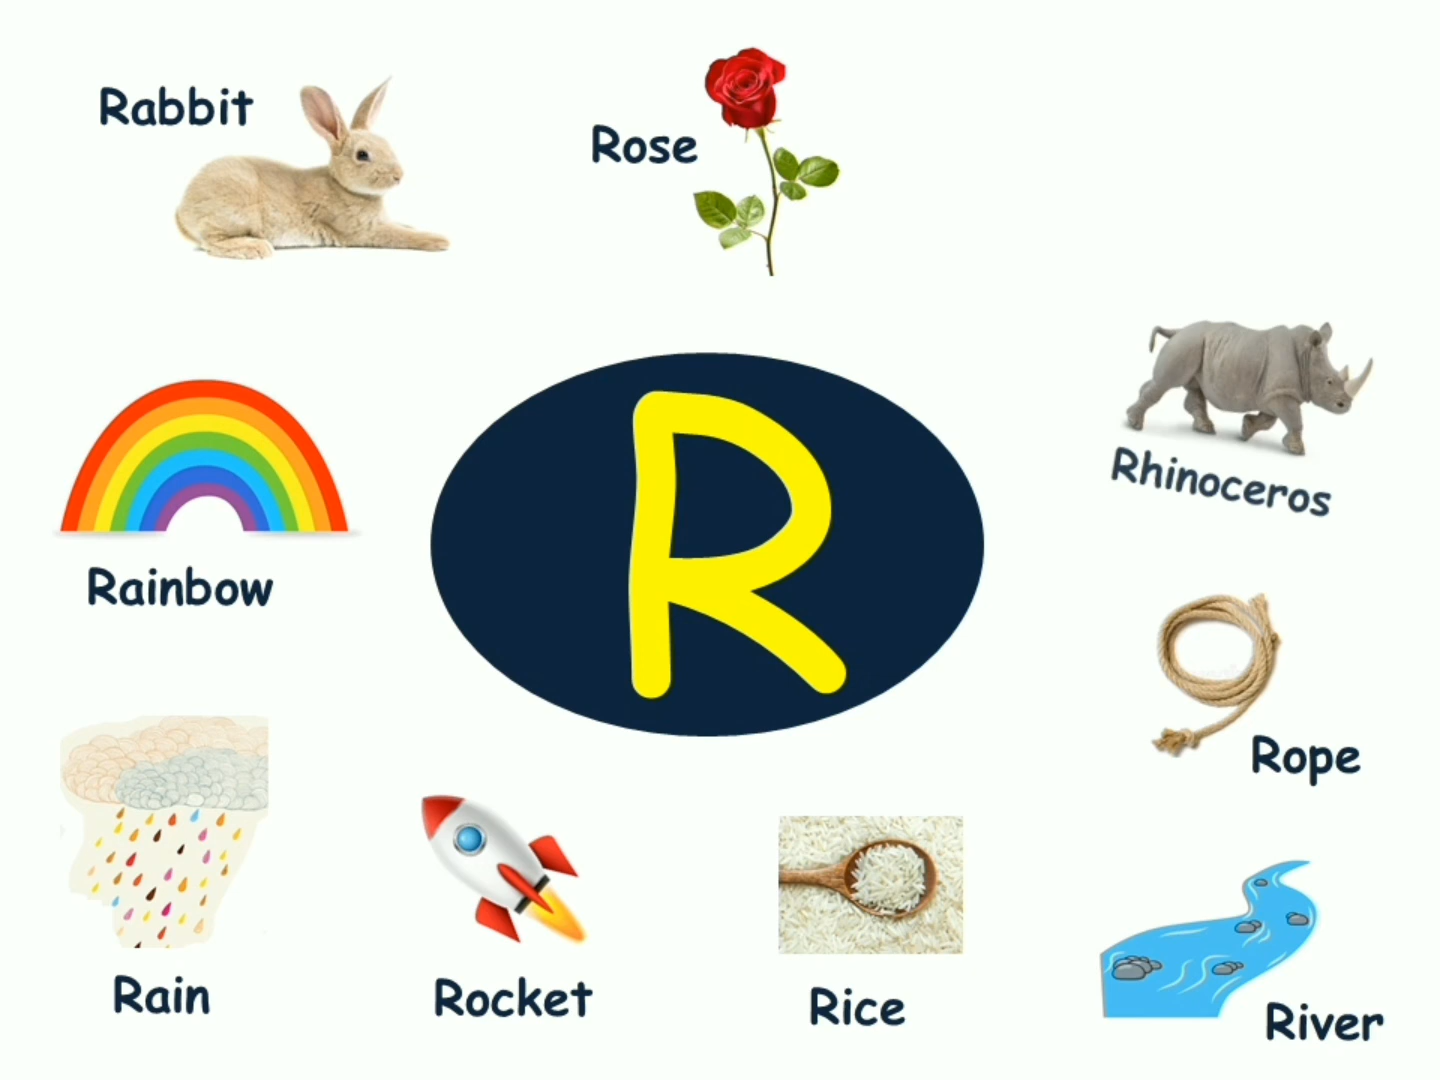 Rabbit
Rose
R
Rhinoceros
Rainbow
Rope
Rain
Rocket
Rice
River